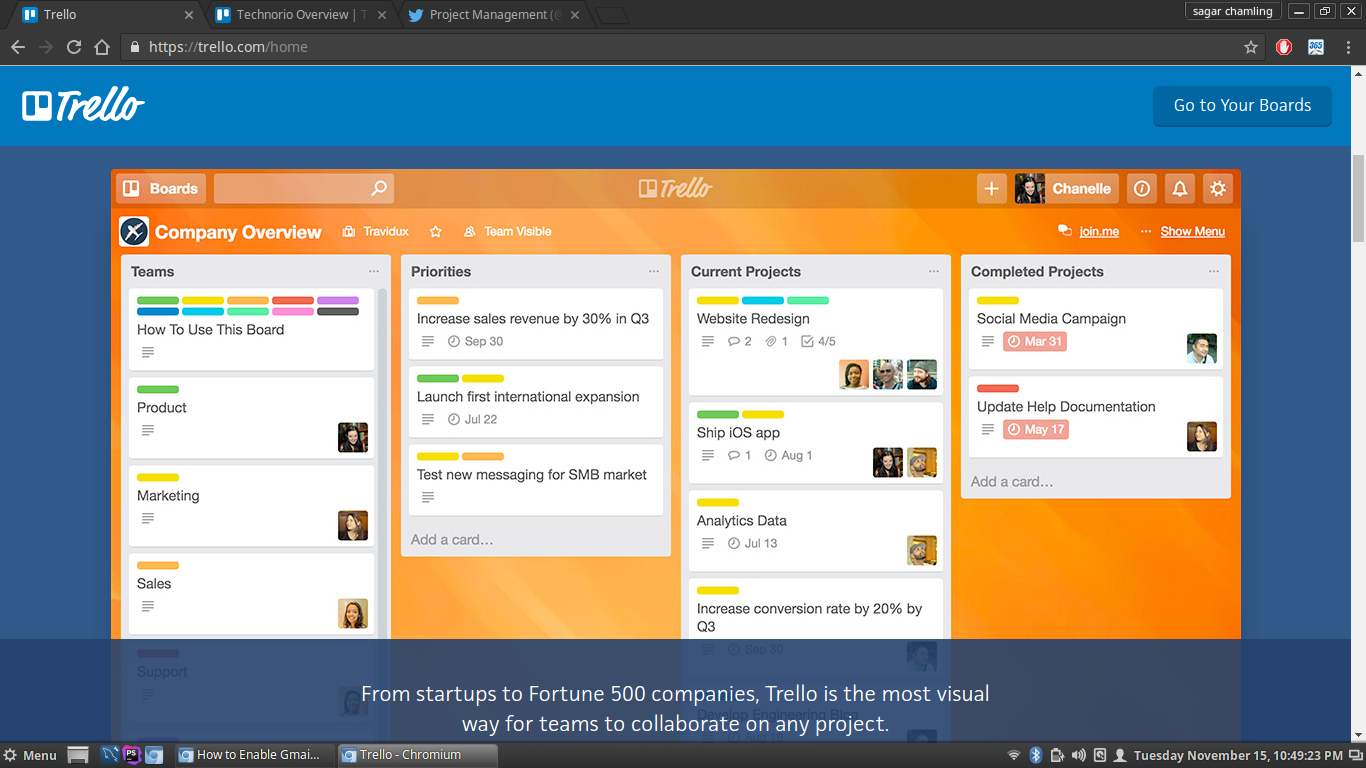 Trello
Technorio Overview | T
Project Management (@
sagar chamling
https://trello.com/home
365
Trello
Go to Your Boards
Boards
Trello
Chanelle
Company Overview
Travidux
Team Visible
join.me
Show Menu
Teams
How To Use This Board
Product
Marketing
Sales
Support
Priorities
Increase sales revenue by 30% in Q3
Sep 30
Launch first international expansion
Jul 22
Test new messaging for SMB market
Add a card…
Current Projects
Website Redesign
2 1 4/5
Ship iOS app
1 Aug 1
Analytics Data
Jul 13
Increase conversion rate by 20% by
Q3
Sep 30
Develop Engineering Blog
Completed Projects
Social Media Campaign
Mar 31
Update Help Documentation
May 17
Add a card…
From startups to Fortune 500 companies, Trello is the most visual
way for teams to collaborate on any project.
Menu
PS
How to Enable Gmai...
Trello - Chromium
Tuesday November 15, 10:49:23 PM